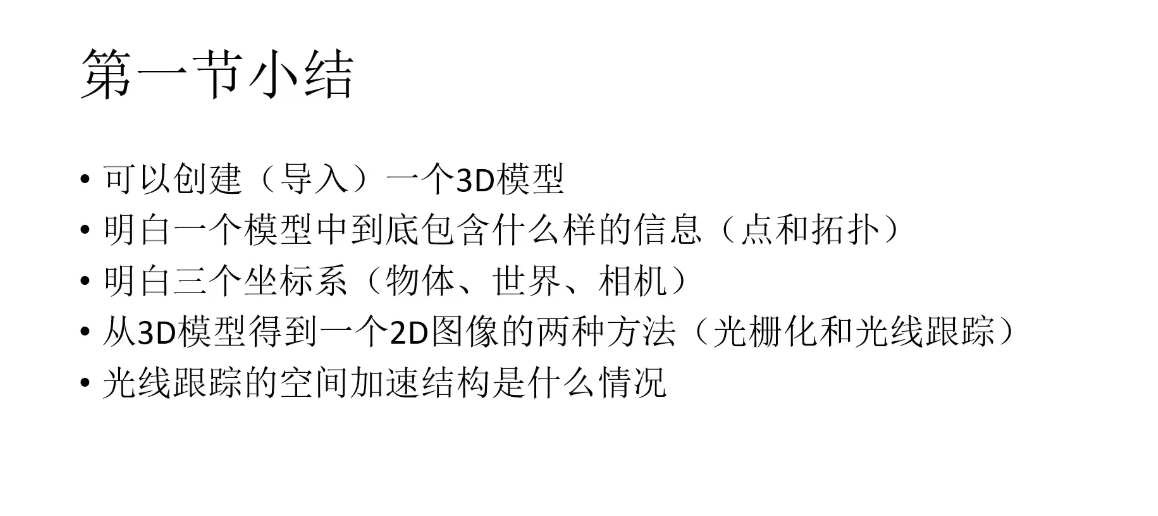 第一节小结
• 可以创建（导入）一个3D模型
• 明白一个模型中到底包含什么样的信息（点和拓扑）
• 明白三个坐标系（物体、世界、相机）
• 从3D模型得到一个2D图像的两种方法（光栅化和光线跟踪）
• 光线跟踪的空间加速结构是什么情况